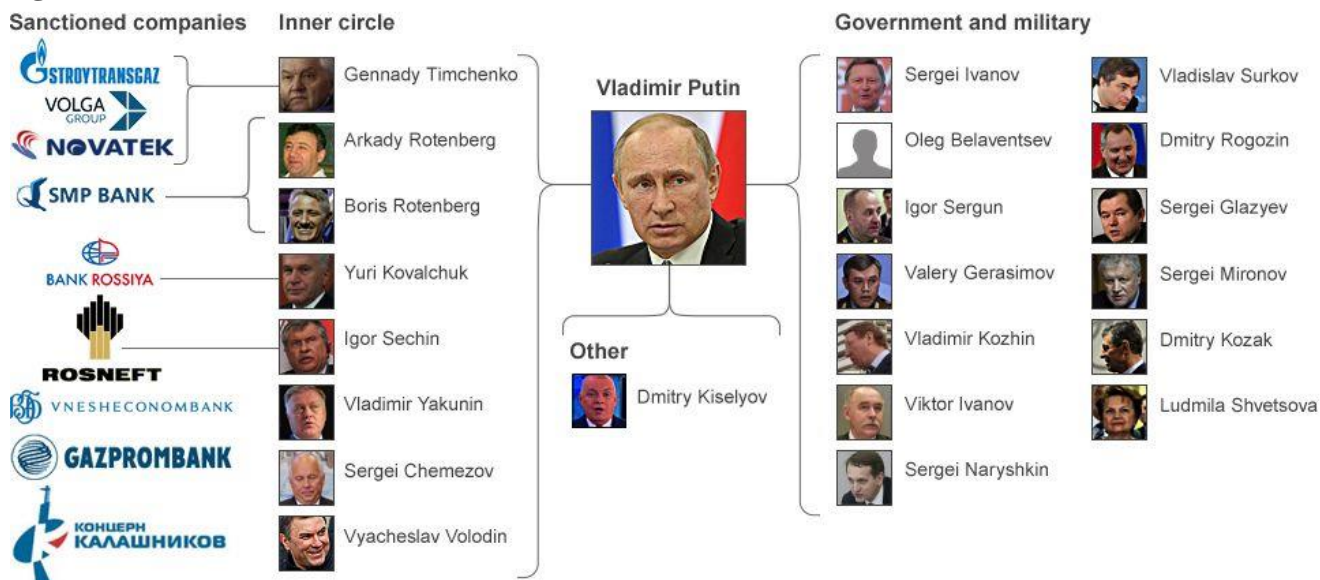 Sanctioned companies
Inner circle
Government and military
STROYTRANSGAZ
VOLGA
GROUP
NOVATEK
SMP BANK
BANK ROSSIYA
ROSNEFT
VNESHECONOMBANK
GAZPROMBANK
КОНЦЕРН
КАЛАШНИКОВ
Gennady Timchenko
Arkady Rotenberg
Boris Rotenberg
Yuri Kovalchuk
Igor Sechin
Vladimir Yakunin
Sergei Chemezov
Vyacheslav Volodin
Vladimir Putin
Other
Dmitry Kiselyov
Sergei Ivanov
Oleg Belaventsev
Igor Sergun
Valery Gerasimov
Vladimir Kozhin
Viktor Ivanov
Sergei Naryshkin
Vladislav Surkov
Dmitry Rogozin
Sergei Glazyev
Sergei Mironov
Dmitry Kozak
Ludmila Shvetsova